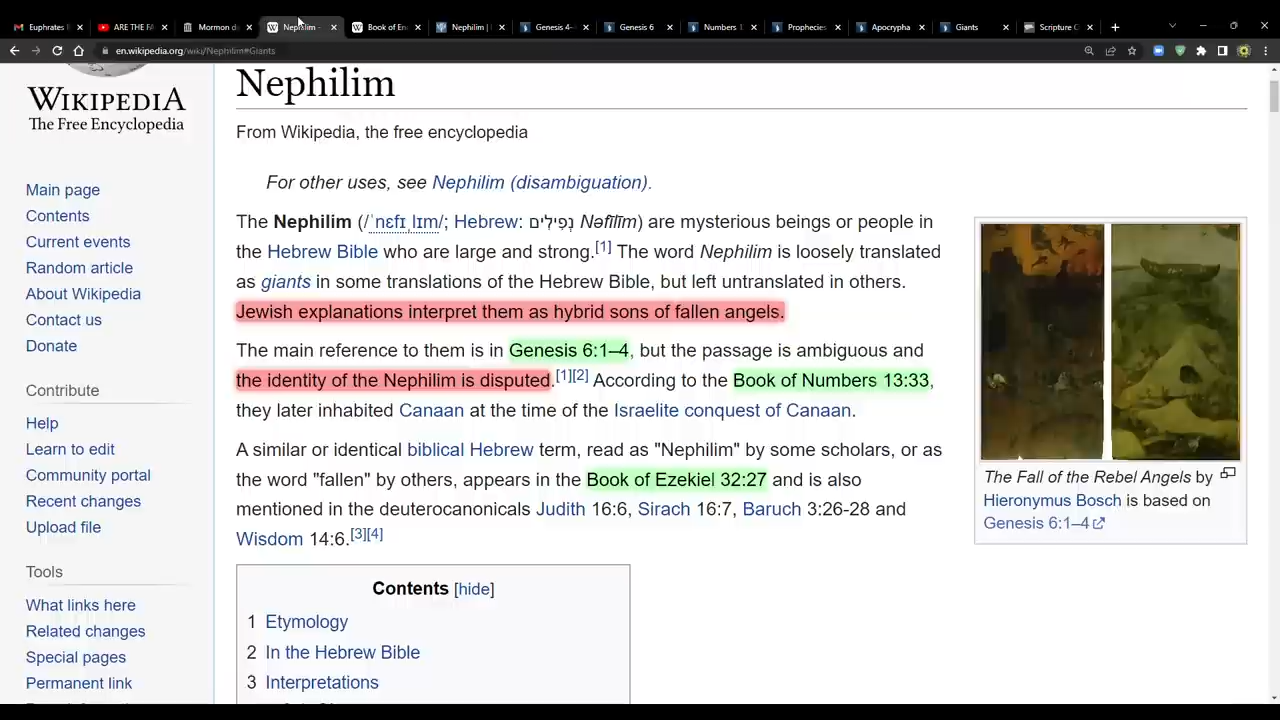 Euphrates
ARE THE FA
Mormon d
Nephilim -
Book of En
Nephilim |
Genesis 4-
Genesis 6
Numbers 1
Prophecies
Apocrypha
Giants
Scripture C
en.wikipedia.org/wiki/Nephilim#Giants
WIKIPEDIA
The Free Encyclopedia
Main page
Contents
Current events
Random article
About Wikipedia
Contact us
Donate
Contribute
Help
Learn to edit
Community portal
Recent changes
Upload file
Tools
What links here
Related changes
Special pages
Permanent link
Nephilim
From Wikipedia, the free encyclopedia
For other uses, see Nephilim (disambiguation).
The Nephilim (/ˈnɛfɪˌlɪm/; Hebrew: נְפִילִים Nəfīlīm) are mysterious beings or people in
the Hebrew Bible who are large and strong.[1] The word Nephilim is loosely translated
as giants in some translations of the Hebrew Bible, but left untranslated in others.
Jewish explanations interpret them as hybrid sons of fallen angels.
The main reference to them is in Genesis 6:1–4, but the passage is ambiguous and
the identity of the Nephilim is disputed.[1][2] According to the Book of Numbers 13:33,
they later inhabited Canaan at the time of the Israelite conquest of Canaan.
A similar or identical biblical Hebrew term, read as "Nephilim" by some scholars, or as
the word "fallen" by others, appears in the Book of Ezekiel 32:27 and is also
mentioned in the deuterocanonicals Judith 16:6, Sirach 16:7, Baruch 3:26-28 and
Wisdom 14:6.[3][4]
Contents [hide]
1 Etymology
2 In the Hebrew Bible
3 Interpretations
The Fall of the Rebel Angels by
Hieronymus Bosch is based on
Genesis 6:1–4